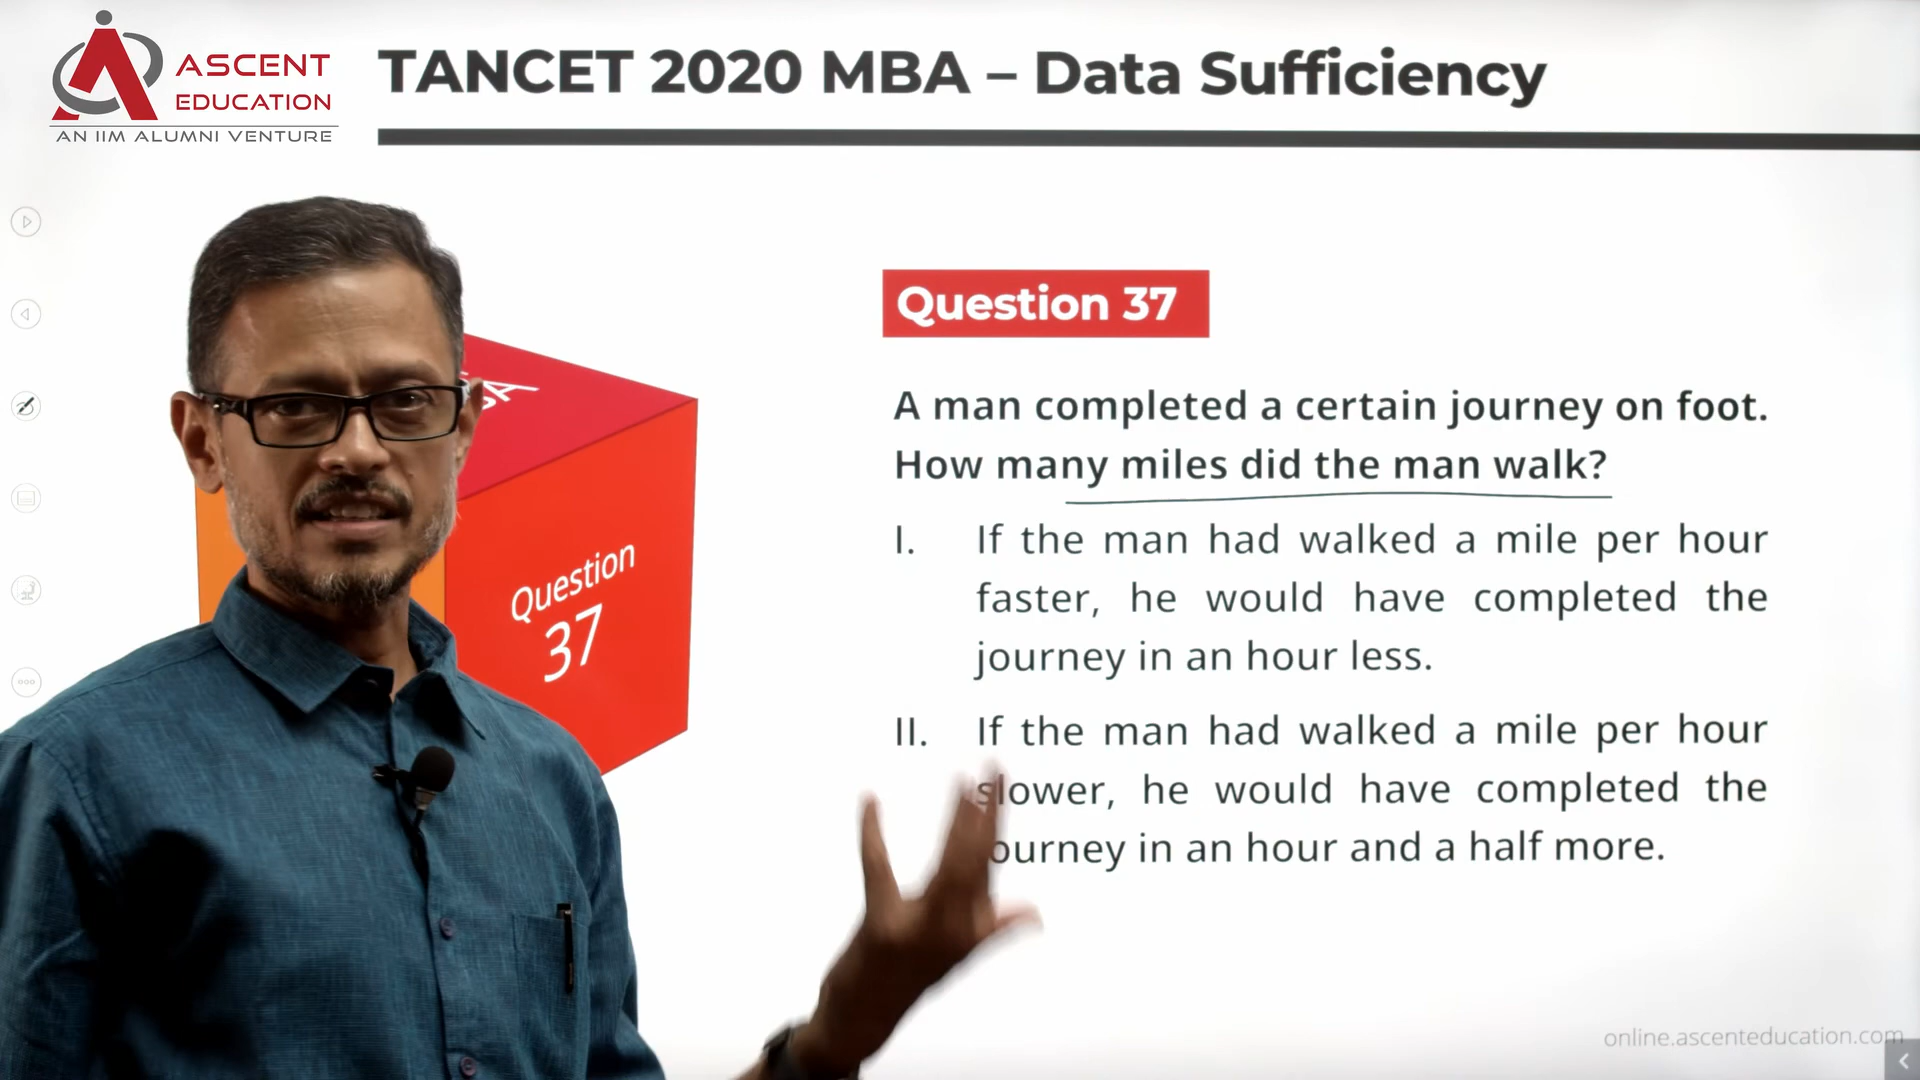 ASCENT
EDUCATION
AN IIM ALUMNI VENTURE
TANCET 2020 MBA – Data Sufficiency
Question 37
A man completed a certain journey on foot.
How many miles did the man walk?
I. If the man had walked a mile per hour
faster, he would have completed the
journey in an hour less.
II. If the man had walked a mile per hour
slower, he would have completed the
journey in an hour and a half more.
Question
37
online.ascenteducation.com